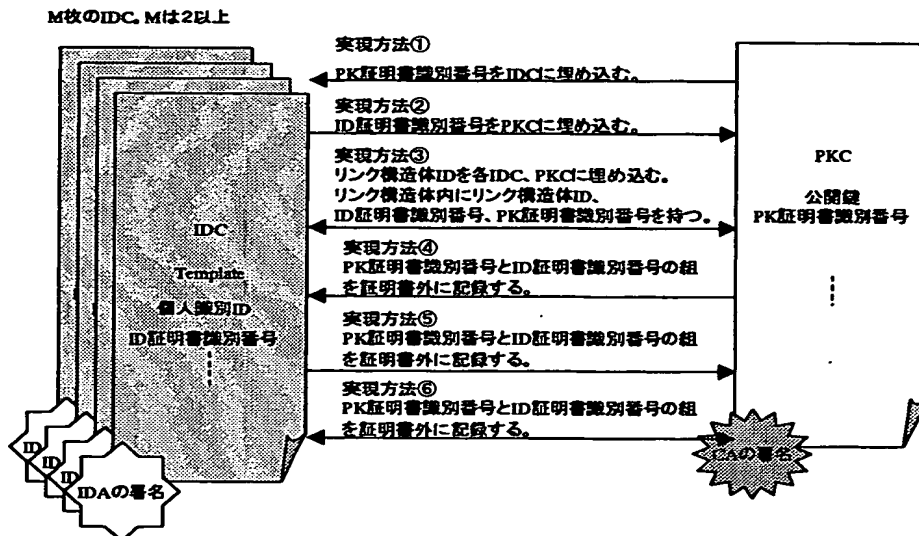 M枚のIDC。Mは2以上
実現方法①
PK証明書識別番号をIDCに埋め込む。
実現方法②
ID証明書識別番号をPKCに埋め込む。
実現方法③
リンク構造体IDを各IDC、PKCに埋め込む。
リンク構造体内にリンク構造体ID、
ID証明書識別番号、PK証明書識別番号を持つ。
実現方法④
PK証明書識別番号とID証明書識別番号の組
を証明書外に記録する。
実現方法⑤
PK証明書識別番号とID証明書識別番号の組
を証明書外に記録する。
実現方法⑥
PK証明書識別番号とID証明書識別番号の組
を証明書外に記録する。
IDC
Template
個人識別ID
ID証明書識別番号
ID
ID
ID
IDAの署名
PKC
公開鍵
PK証明書識別番号
CAの署名